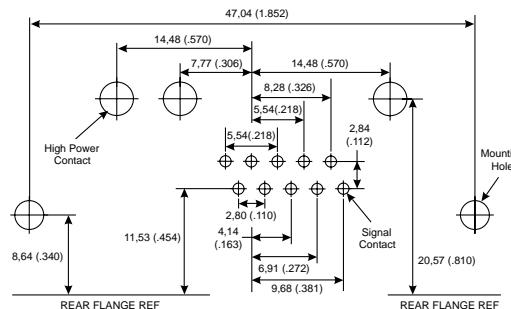 47,04 (1.852)
14,48 (.570)
7,77 (.306)
14,48 (.570)
8,28 (.326)
5,54(.218)
5,54(.218)
2,84
(.112)
High Power
Contact
Mounti
Hole
2,80 (.110)
Signal
Contact
11,53 (.454)
4,14
(.163)
8,64 (.340)
6,91 (.272)
20,57 (.810)
9,68 (.381)
REAR FLANGE REF
REAR FLANGE REF